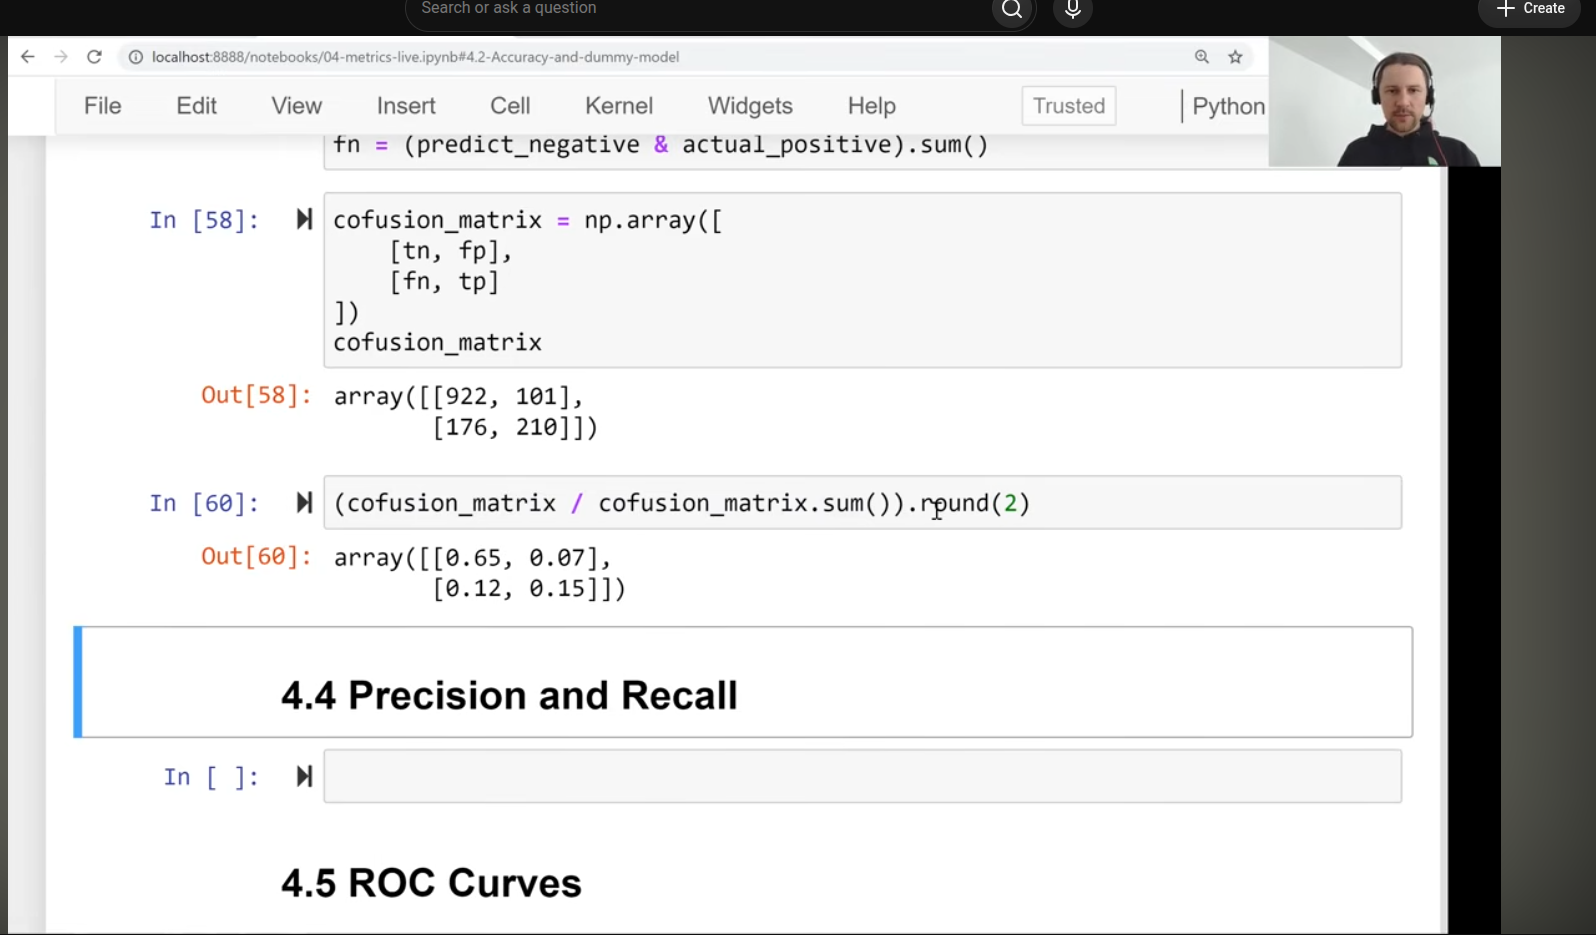 Search or ask a question
Create
localhost:8888/notebooks/04-metrics-live.ipynb#4.2-Accuracy-and-dummy-model
File Edit View Insert Cell Kernel Widgets Help Trusted Python
fn = (predict_negative & actual_positive).sum()
In [58]: cofusion_matrix = np.array([
[tn, fp],
[fn, tp]
])
cofusion_matrix
Out[58]: array([[922, 101],
[176, 210]])
In [60]: (cofusion_matrix / cofusion_matrix.sum()).round(2)
Out[60]: array([[0.65, 0.07],
[0.12, 0.15]])
4.4 Precision and Recall
In [ ]:
4.5 ROC Curves